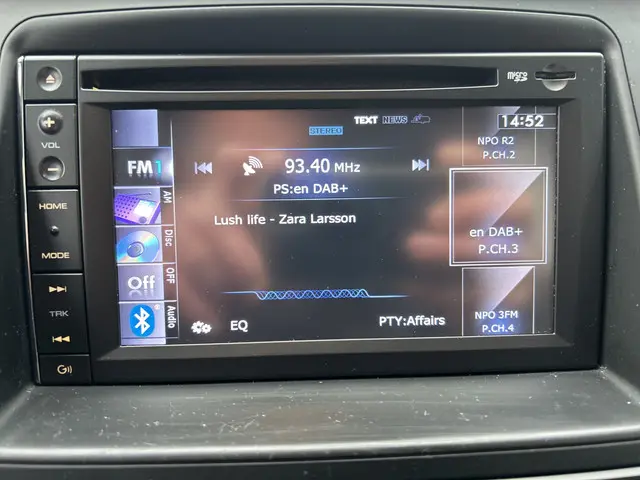 micro
VOL
HOME
MODE
TRK
TEXT NEWS
14:52
STEREO
FM1
93.40 MHz
PS:en DAB+
Lush life - Zara Larsson
AM
Disc
OFF
Off
Audio
EQ
PTY:Affairs
NPO R2
P.CH.2
en DAB+
P.CH.3
NPO 3FM
P.CH.4